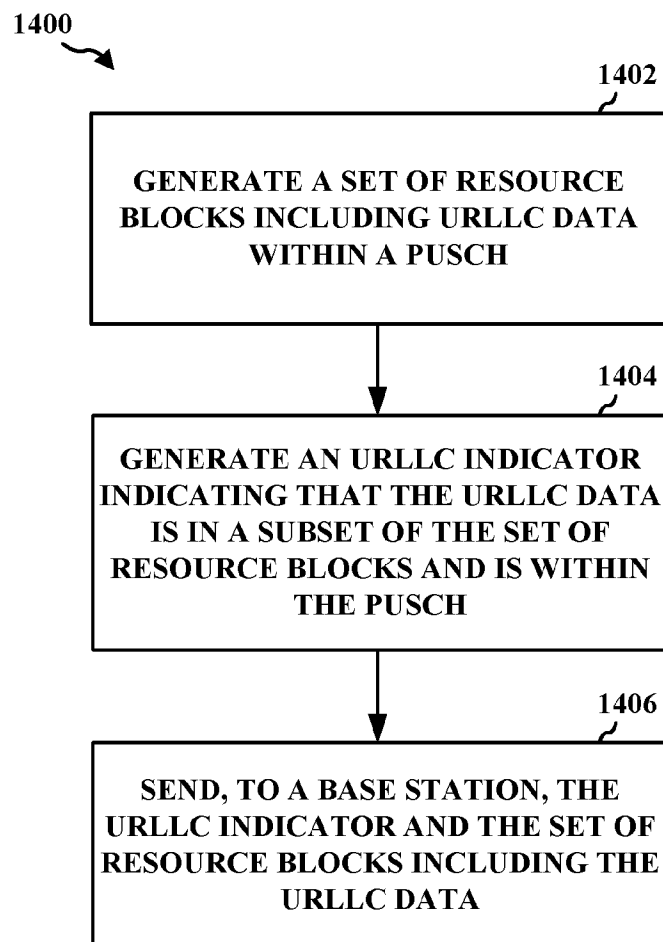 1400
1402
GENERATE A SET OF RESOURCE
BLOCKS INCLUDING URLLC DATA
WITHIN A PUSCH
1404
GENERATE AN URLLC INDICATOR
INDICATING THAT THE URLLC DATA
IS IN A SUBSET OF THE SET OF
RESOURCE BLOCKS AND IS WITHIN
THE PUSCH
1406
SEND, TO A BASE STATION, THE
URLLC INDICATOR AND THE SET OF
RESOURCE BLOCKS INCLUDING THE
URLLC DATA